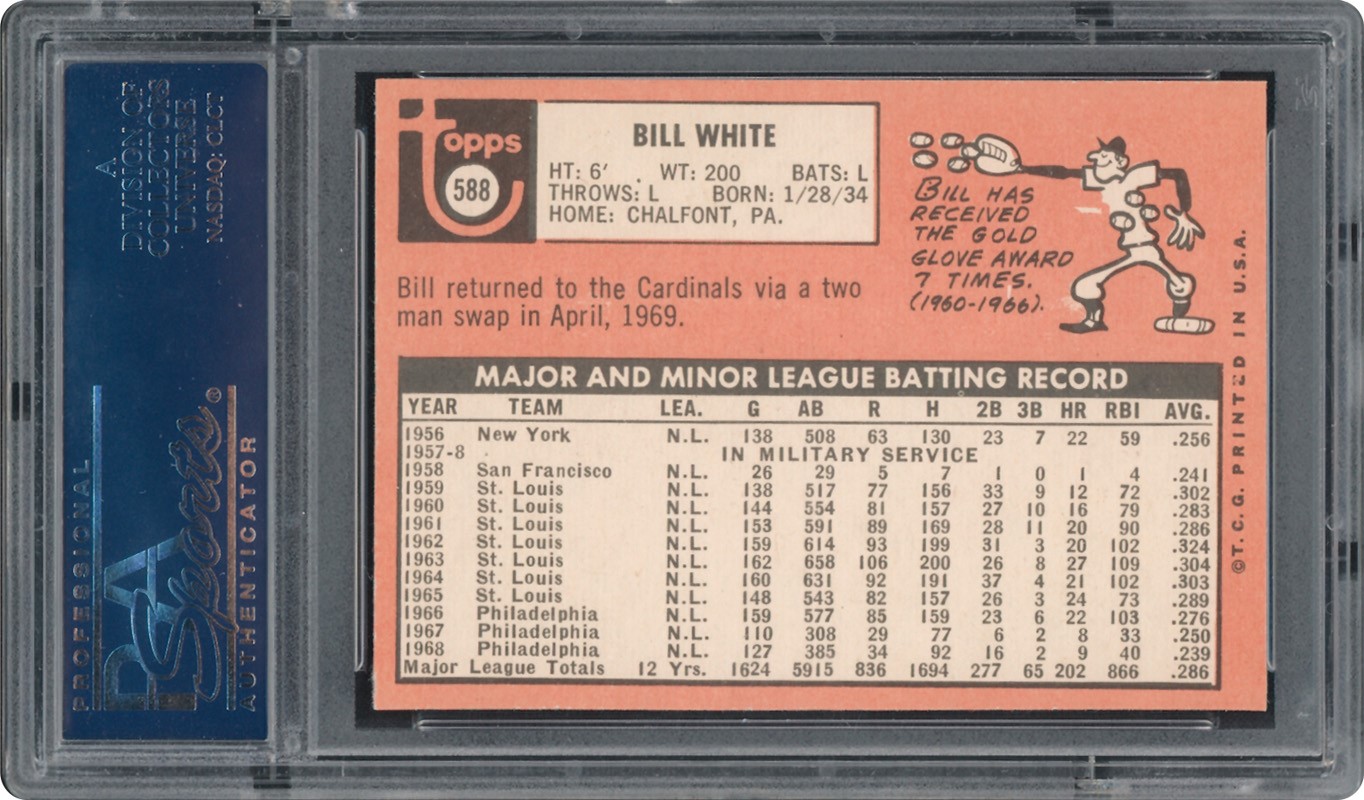 A
DIVISION OF
COLLECTORS
UNIVERSE
NASDAQ: CLCT
PROFESSIONAL
PSA
Sports®
AUTHENTICATOR
topps
588
BILL WHITE
HT: 6' WT: 200 BATS: L
THROWS: L BORN: 1/28/34
HOME: CHALFONT, PA.
BILL HAS
RECEIVED
THE GOLD
GLOVE AWARD
7 TIMES.
(1960-1966).
Bill returned to the Cardinals via a two
man swap in April, 1969.
MAJOR AND MINOR LEAGUE BATTING RECORD
YEAR TEAM LEA. G AB R H 2B 3B HR RBI AVG.
1956 New York N.L. 138 508 63 130 23 7 22 59 .256
1957-8 IN MILITARY SERVICE
1958 San Francisco N.L. 26 29 5 7 1 0 1 4 .241
1959 St. Louis N.L. 138 517 77 156 33 9 12 72 .302
1960 St. Louis N.L. 144 554 81 157 27 10 16 79 .283
1961 St. Louis N.L. 153 591 89 169 28 11 20 90 .286
1962 St. Louis N.L. 159 614 93 199 31 3 20 102 .324
1963 St. Louis N.L. 162 658 106 200 26 8 27 109 .304
1964 St. Louis N.L. 160 631 92 191 37 4 21 102 .303
1965 St. Louis N.L. 148 543 82 157 26 3 24 73 .289
1966 Philadelphia N.L. 159 577 85 159 23 6 22 103 .276
1967 Philadelphia N.L. 110 308 29 77 6 2 8 33 .250
1968 Philadelphia N.L. 127 385 34 92 16 2 9 40 .239
Major League Totals 12 Yrs. 1624 5915 836 1694 277 65 202 866 .286
©T.C.G. PRINTED IN U.S.A.